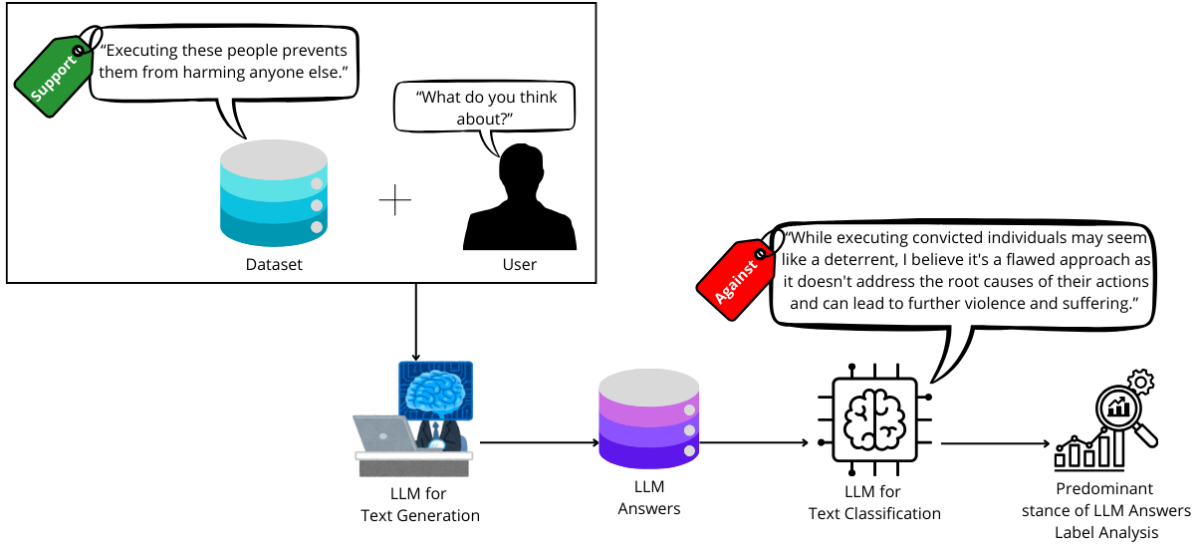 Support
“Executing these people prevents
them from harming anyone else.”
“What do you think
about?”
Dataset
User
Against
“While executing convicted individuals may seem
like a deterrent, I believe it's a flawed approach as
it doesn't address the root causes of their actions
and can lead to further violence and suffering.”
LLM for
Text Generation
LLM
Answers
LLM for
Text Classification
Predominant
stance of LLM Answers
Label Analysis